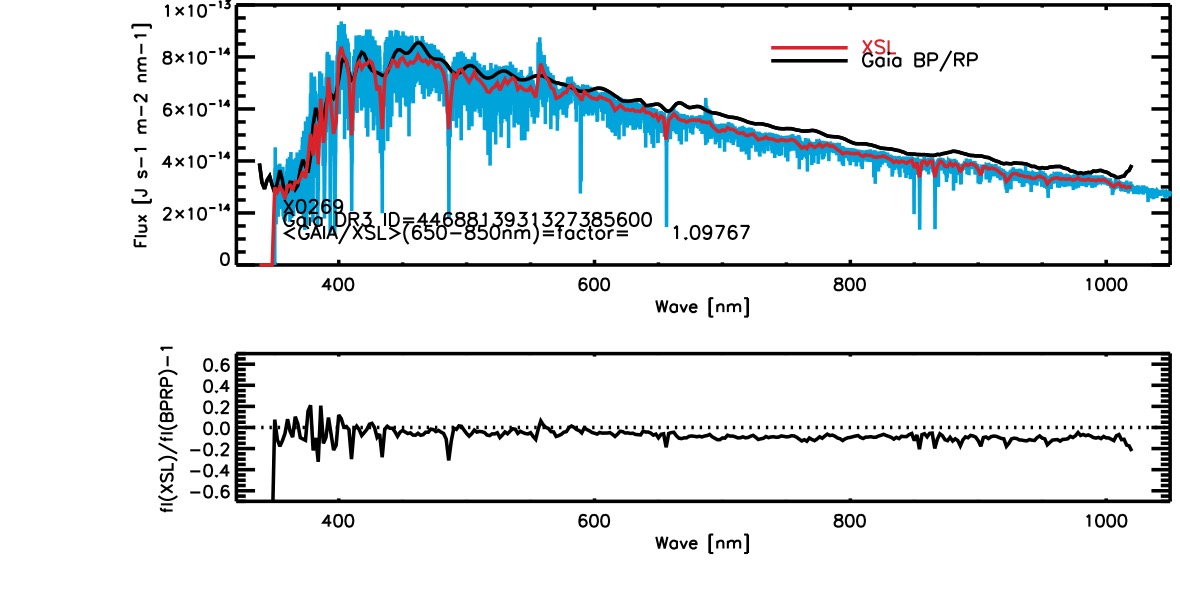 1×10−13
8×10−14
6×10−14
4×10−14
2×10−14
0
Flux [J s−1 m−2 nm−1]
XSL
Gaia BP/RP
X0269
Gaia DR3 ID=4468813931327385600
<GAIA/XSL>(650−850nm)=factor= 1.09767
400 600 800 1000
Wave [nm]
0.6
0.4
0.2
0.0
−0.2
−0.4
−0.6
fl(XSL)/fl(BPRP)−1
400 600 800 1000
Wave [nm]